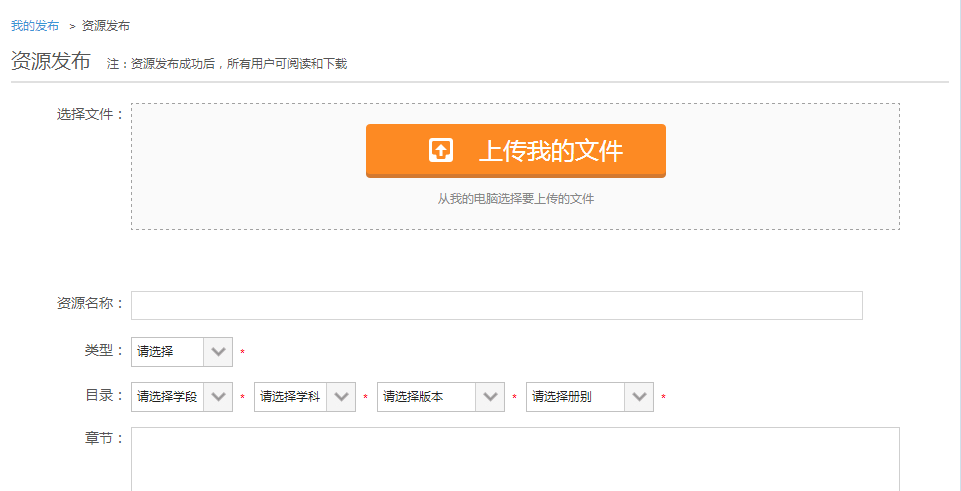 我的发布 > 资源发布
资源发布 注：资源发布成功后，所有用户可阅读和下载
选择文件：
上传我的文件
从我的电脑选择要上传的文件
资源名称：
类型： 请选择 *
目录： 请选择学段 * 请选择学科 * 请选择版本 * 请选择册别 *
章节：